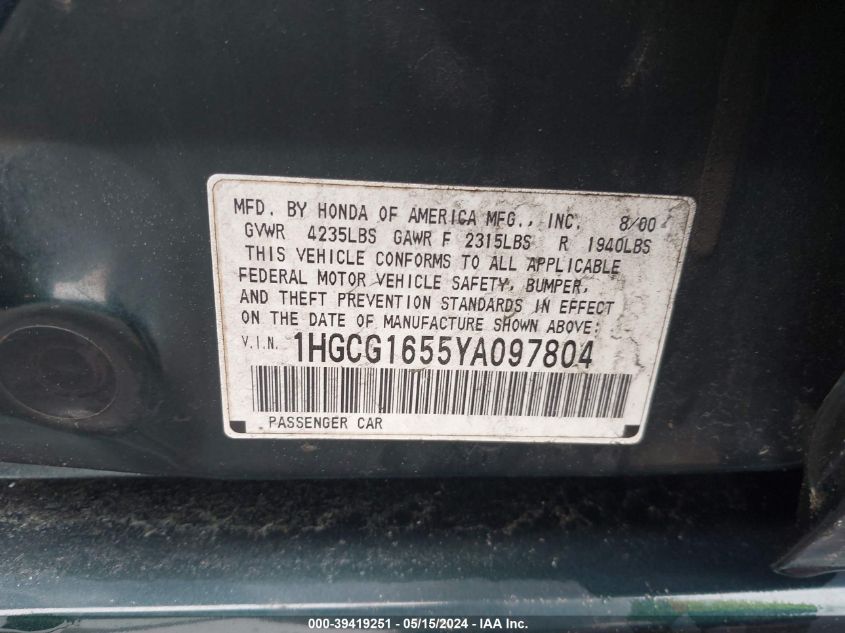 MFD. BY HONDA OF AMERICA MFG., INC. 8/00
GVWR 4235LBS GAWR F 2315LBS R 1940LBS
THIS VEHICLE CONFORMS TO ALL APPLICABLE
FEDERAL MOTOR VEHICLE SAFETY, BUMPER,
AND THEFT PREVENTION STANDARDS IN EFFECT
ON THE DATE OF MANUFACTURE SHOWN ABOVE:
V.I.N. 1HGCG1655YA097804
PASSENGER CAR
000-39419251 - 05/15/2024 - IAA Inc.